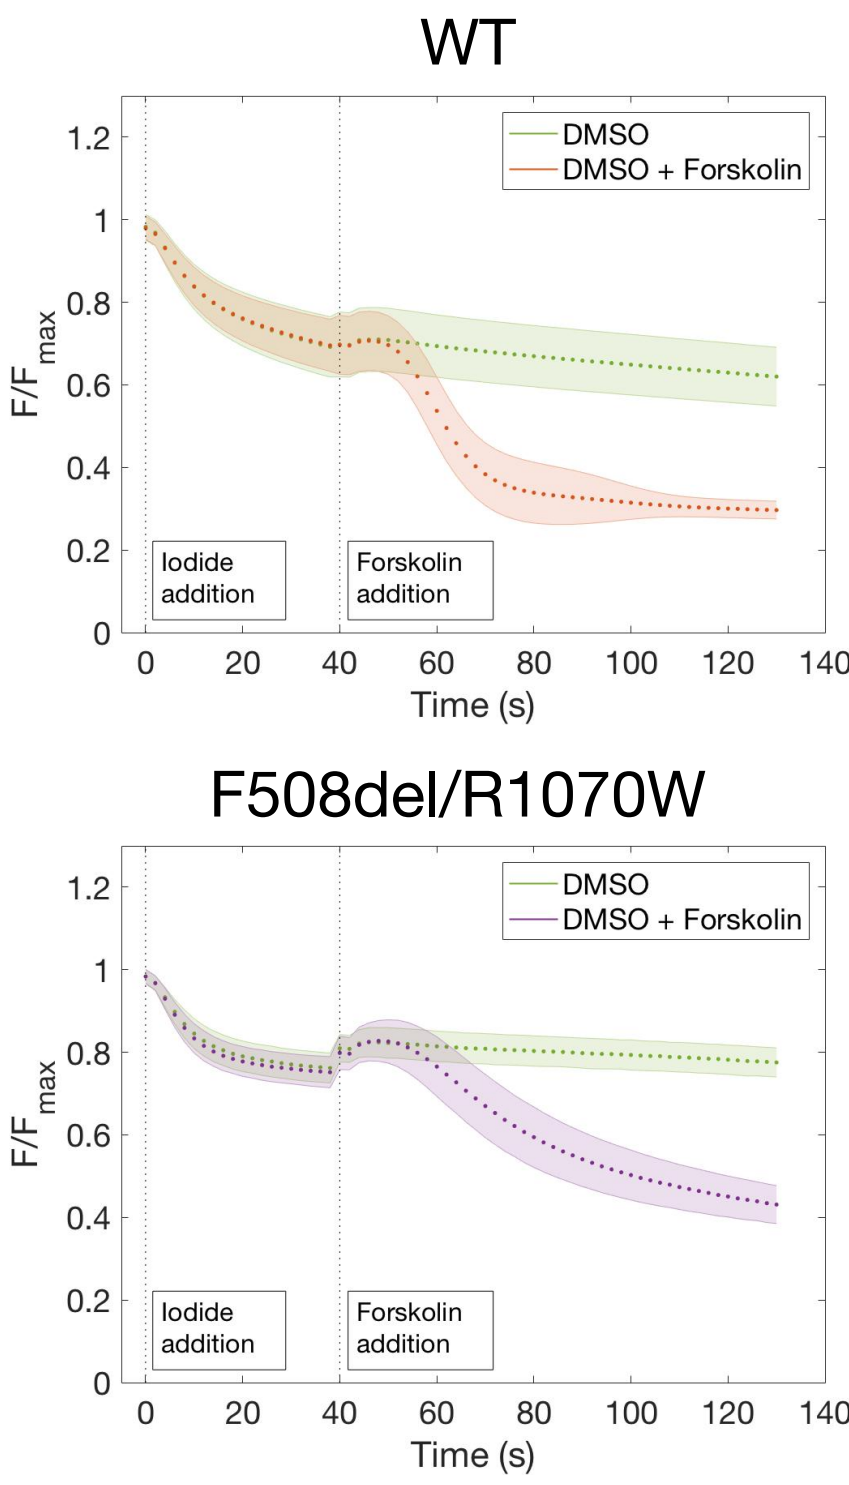 WT
DMSO
DMSO + Forskolin
1.2
1
0.8
0.6
0.4
0.2
0
F/Fmax
Iodide
addition
Forskolin
addition
0 20 40 60 80 100 120 140
Time (s)
F508del/R1070W
DMSO
DMSO + Forskolin
1.2
1
0.8
0.6
0.4
0.2
0
F/Fmax
Iodide
addition
Forskolin
addition
0 20 40 60 80 100 120 140
Time (s)